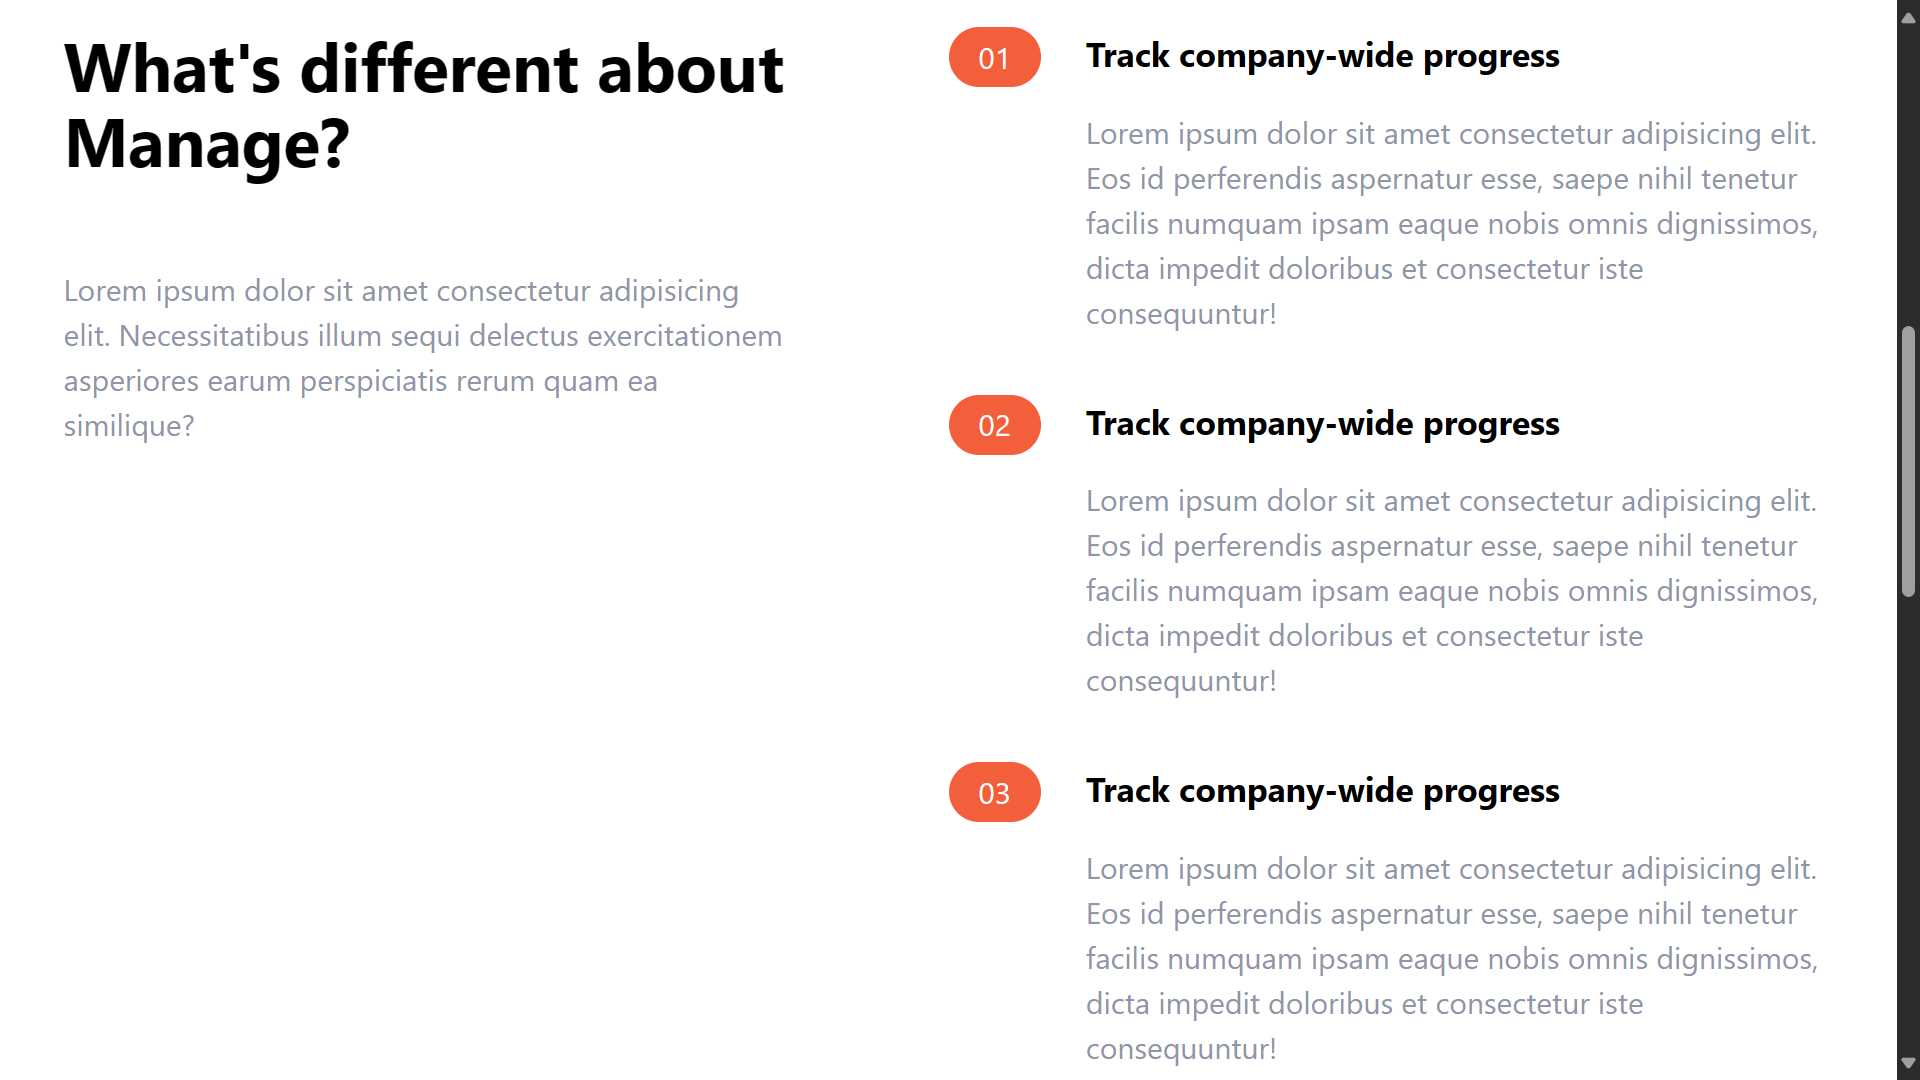 What's different about
Manage?
Lorem ipsum dolor sit amet consectetur adipisicing
elit. Necessitatibus illum sequi delectus exercitationem
asperiores earum perspiciatis rerum quam ea
similique?
01
Track company-wide progress
Lorem ipsum dolor sit amet consectetur adipisicing elit.
Eos id perferendis aspernatur esse, saepe nihil tenetur
facilis numquam ipsam eaque nobis omnis dignissimos,
dicta impedit doloribus et consectetur iste
consequuntur!
02
Track company-wide progress
Lorem ipsum dolor sit amet consectetur adipisicing elit.
Eos id perferendis aspernatur esse, saepe nihil tenetur
facilis numquam ipsam eaque nobis omnis dignissimos,
dicta impedit doloribus et consectetur iste
consequuntur!
03
Track company-wide progress
Lorem ipsum dolor sit amet consectetur adipisicing elit.
Eos id perferendis aspernatur esse, saepe nihil tenetur
facilis numquam ipsam eaque nobis omnis dignissimos,
dicta impedit doloribus et consectetur iste
consequuntur!